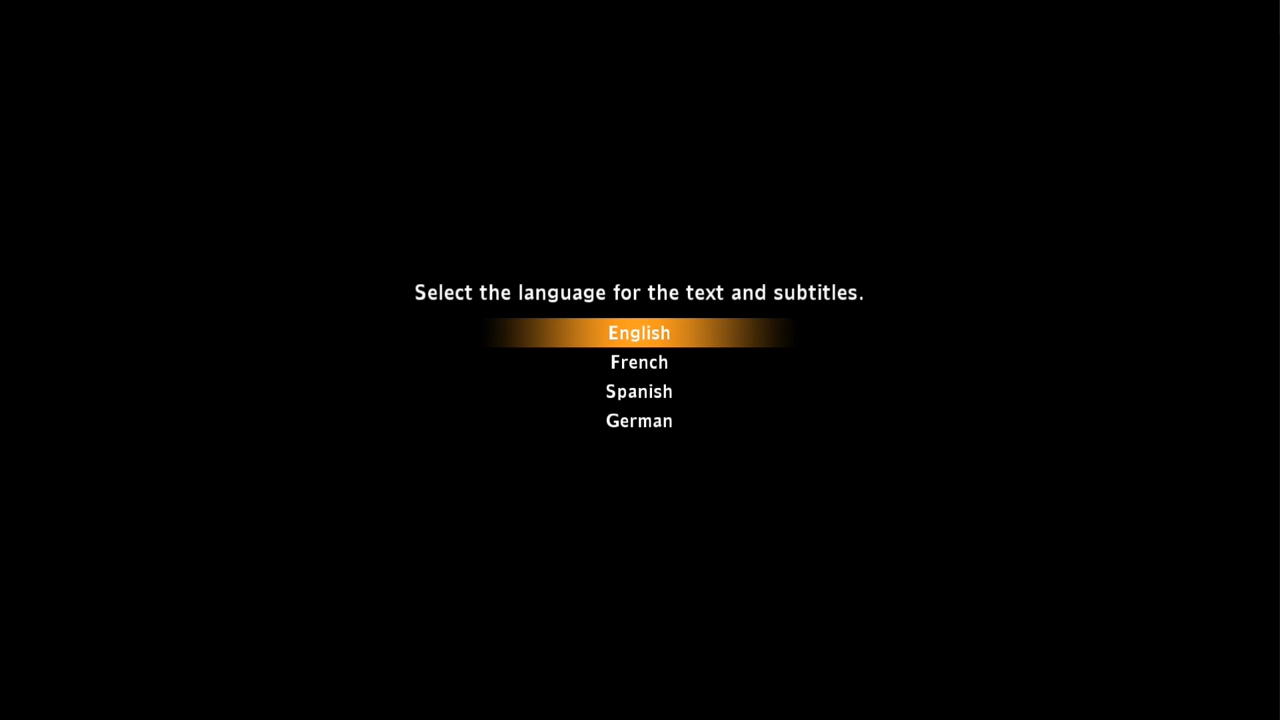 Select the language for the text and subtitles.
English
French
Spanish
German